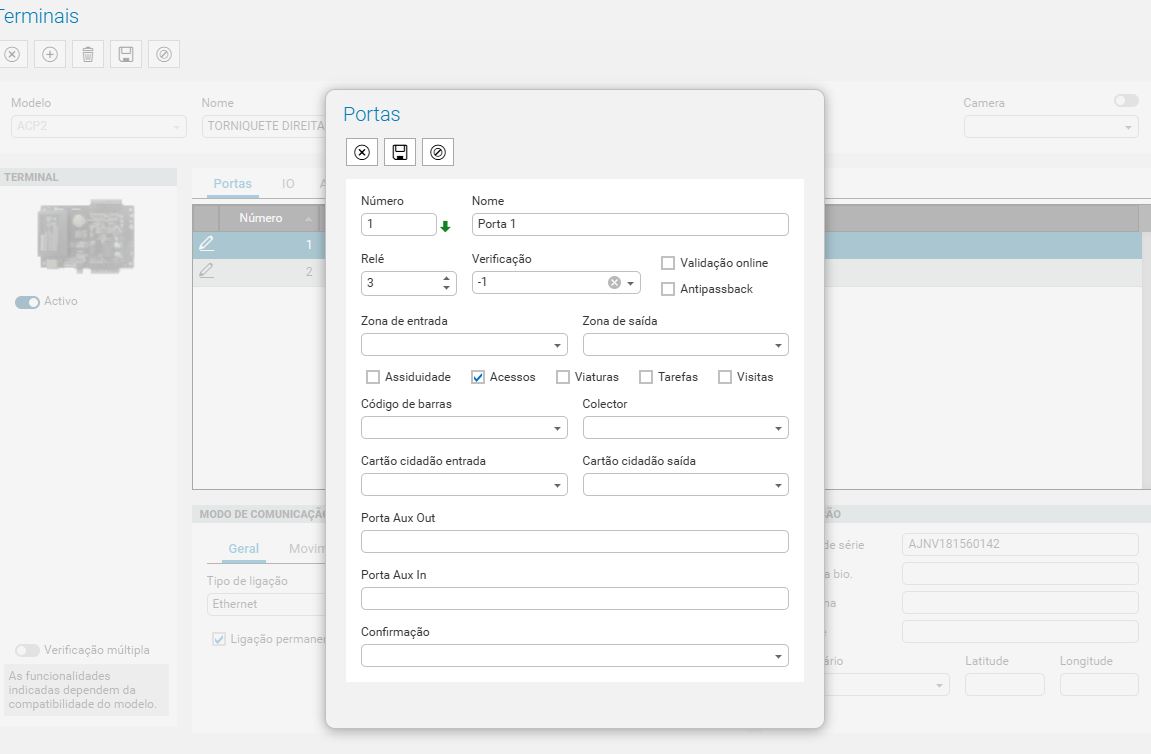 Terminais
Modelo
Nome
Camera
ACP2
TORNIQUETE DIREITA
TERMINAL
Activo
Verificação múltipla
As funcionalidades
indicadas dependem da
compatibilidade do modelo.
Portas
IO
A
Número
1
2
MODO DE COMUNICAÇÃ
Geral
Movim
Tipo de ligação
Ethernet
Ligação permane
Portas
Número
Nome
1
Porta 1
Relé
Verificação
3
-1
Validação online
Antipassback
Zona de entrada
Zona de saída
Assiduidade
Acessos
Viaturas
Tarefas
Visitas
Código de barras
Colector
Cartão cidadão entrada
Cartão cidadão saída
Porta Aux Out
Porta Aux In
Confirmação
ÃO
de série
AJNV181560142
a bio.
na
ário
Latitude
Longitude